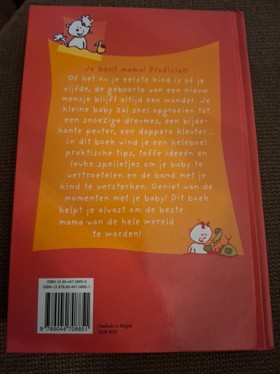 Je bent mama! Proficiat!
Of het nu je eerste kind is of je
vijfde, de geboorte van een nieuw
mensje blijft altijd een wonder. Je
kleine baby zal snel opgroeien tot
een snoezige dreumes, een bijde-
hante peuter, een dappere kleuter...
In dit boek vind je een heleboel
praktische tips, toffe ideeën en
leuke spelletjes om je baby te
vertroetelen en de band met je
kind te versterken. Geniet van de
momenten met je baby! Dit boek
helpt je alvast om de beste
mama van de hele wereld
te worden!
Gedrukt in België